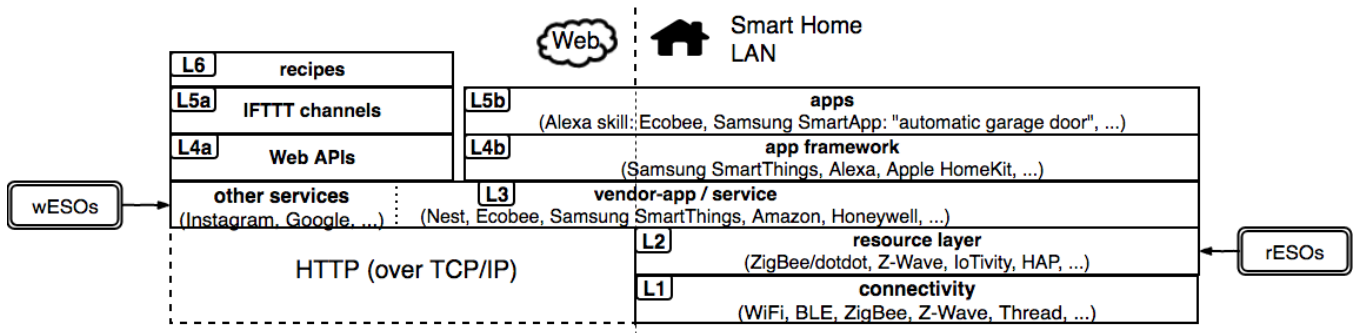 Web
Smart Home
LAN
L6
recipes
L5a
IFTTT channels
L5b
apps
(Alexa skill: Ecobee, Samsung SmartApp: "automatic garage door", ...)
L4a
Web APIs
L4b
app framework
(Samsung SmartThings, Alexa, Apple HomeKit, ...)
wESOs
other services
(Instagram, Google, ...)
L3
vendor-app / service
(Nest, Ecobee, Samsung SmartThings, Amazon, Honeywell, ...)
HTTP (over TCP/IP)
L2
resource layer
(ZigBee/dotdot, Z-Wave, IoTivity, HAP, ...)
rESOs
L1
connectivity
(WiFi, BLE, ZigBee, Z-Wave, Thread, ...)